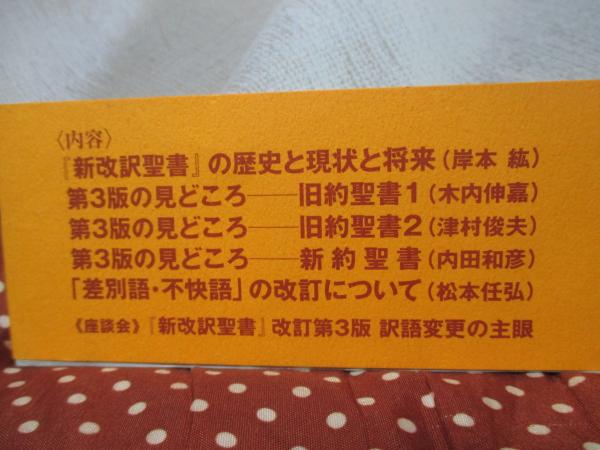 〈内容〉
『新改訳聖書』の歴史と現状と将来（岸本 紘）
第3版の見どころ――旧約聖書1（木内伸嘉）
第3版の見どころ――旧約聖書2（津村俊夫）
第3版の見どころ――新約聖書（内田和彦）
「差別語・不快語」の改訂について（松本任弘）
《座談会》『新改訳聖書』改訂第3版 訳語変更の主眼